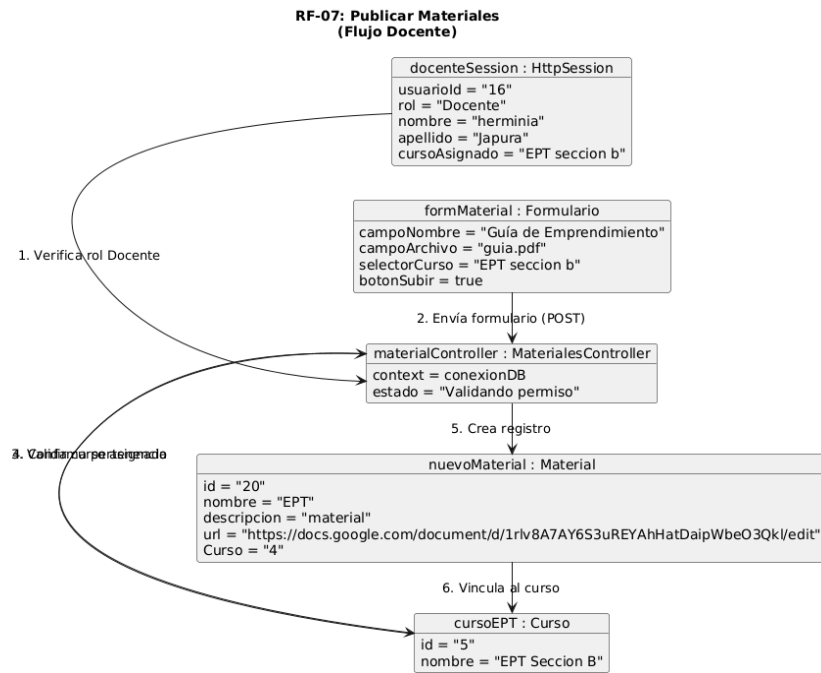 RF-07: Publicar Materiales
(Flujo Docente)
docenteSession : HttpSession
usuarioId = "16"
rol = "Docente"
nombre = "herminia"
apellido = "Japura"
cursoAsignado = "EPT seccion b"
1. Verifica rol Docente
formMaterial : Formulario
campoNombre = "Guía de Emprendimiento"
campoArchivo = "guia.pdf"
selectorCurso = "EPT seccion b"
botonSubir = true
2. Envía formulario (POST)
materialController : MaterialesController
context = conexionDB
estado = "Validando permiso"
5. Crea registro
nuevoMaterial : Material
id = "20"
nombre = "EPT"
descripcion = "material"
url = "https://docs.google.com/document/d/1rlv8A7AY6S3uREYAhHatDaipWbeO3Qkl/edit"
Curso = "4"
6. Vincula al curso
cursoEPT : Curso
id = "5"
nombre = "EPT Seccion B"